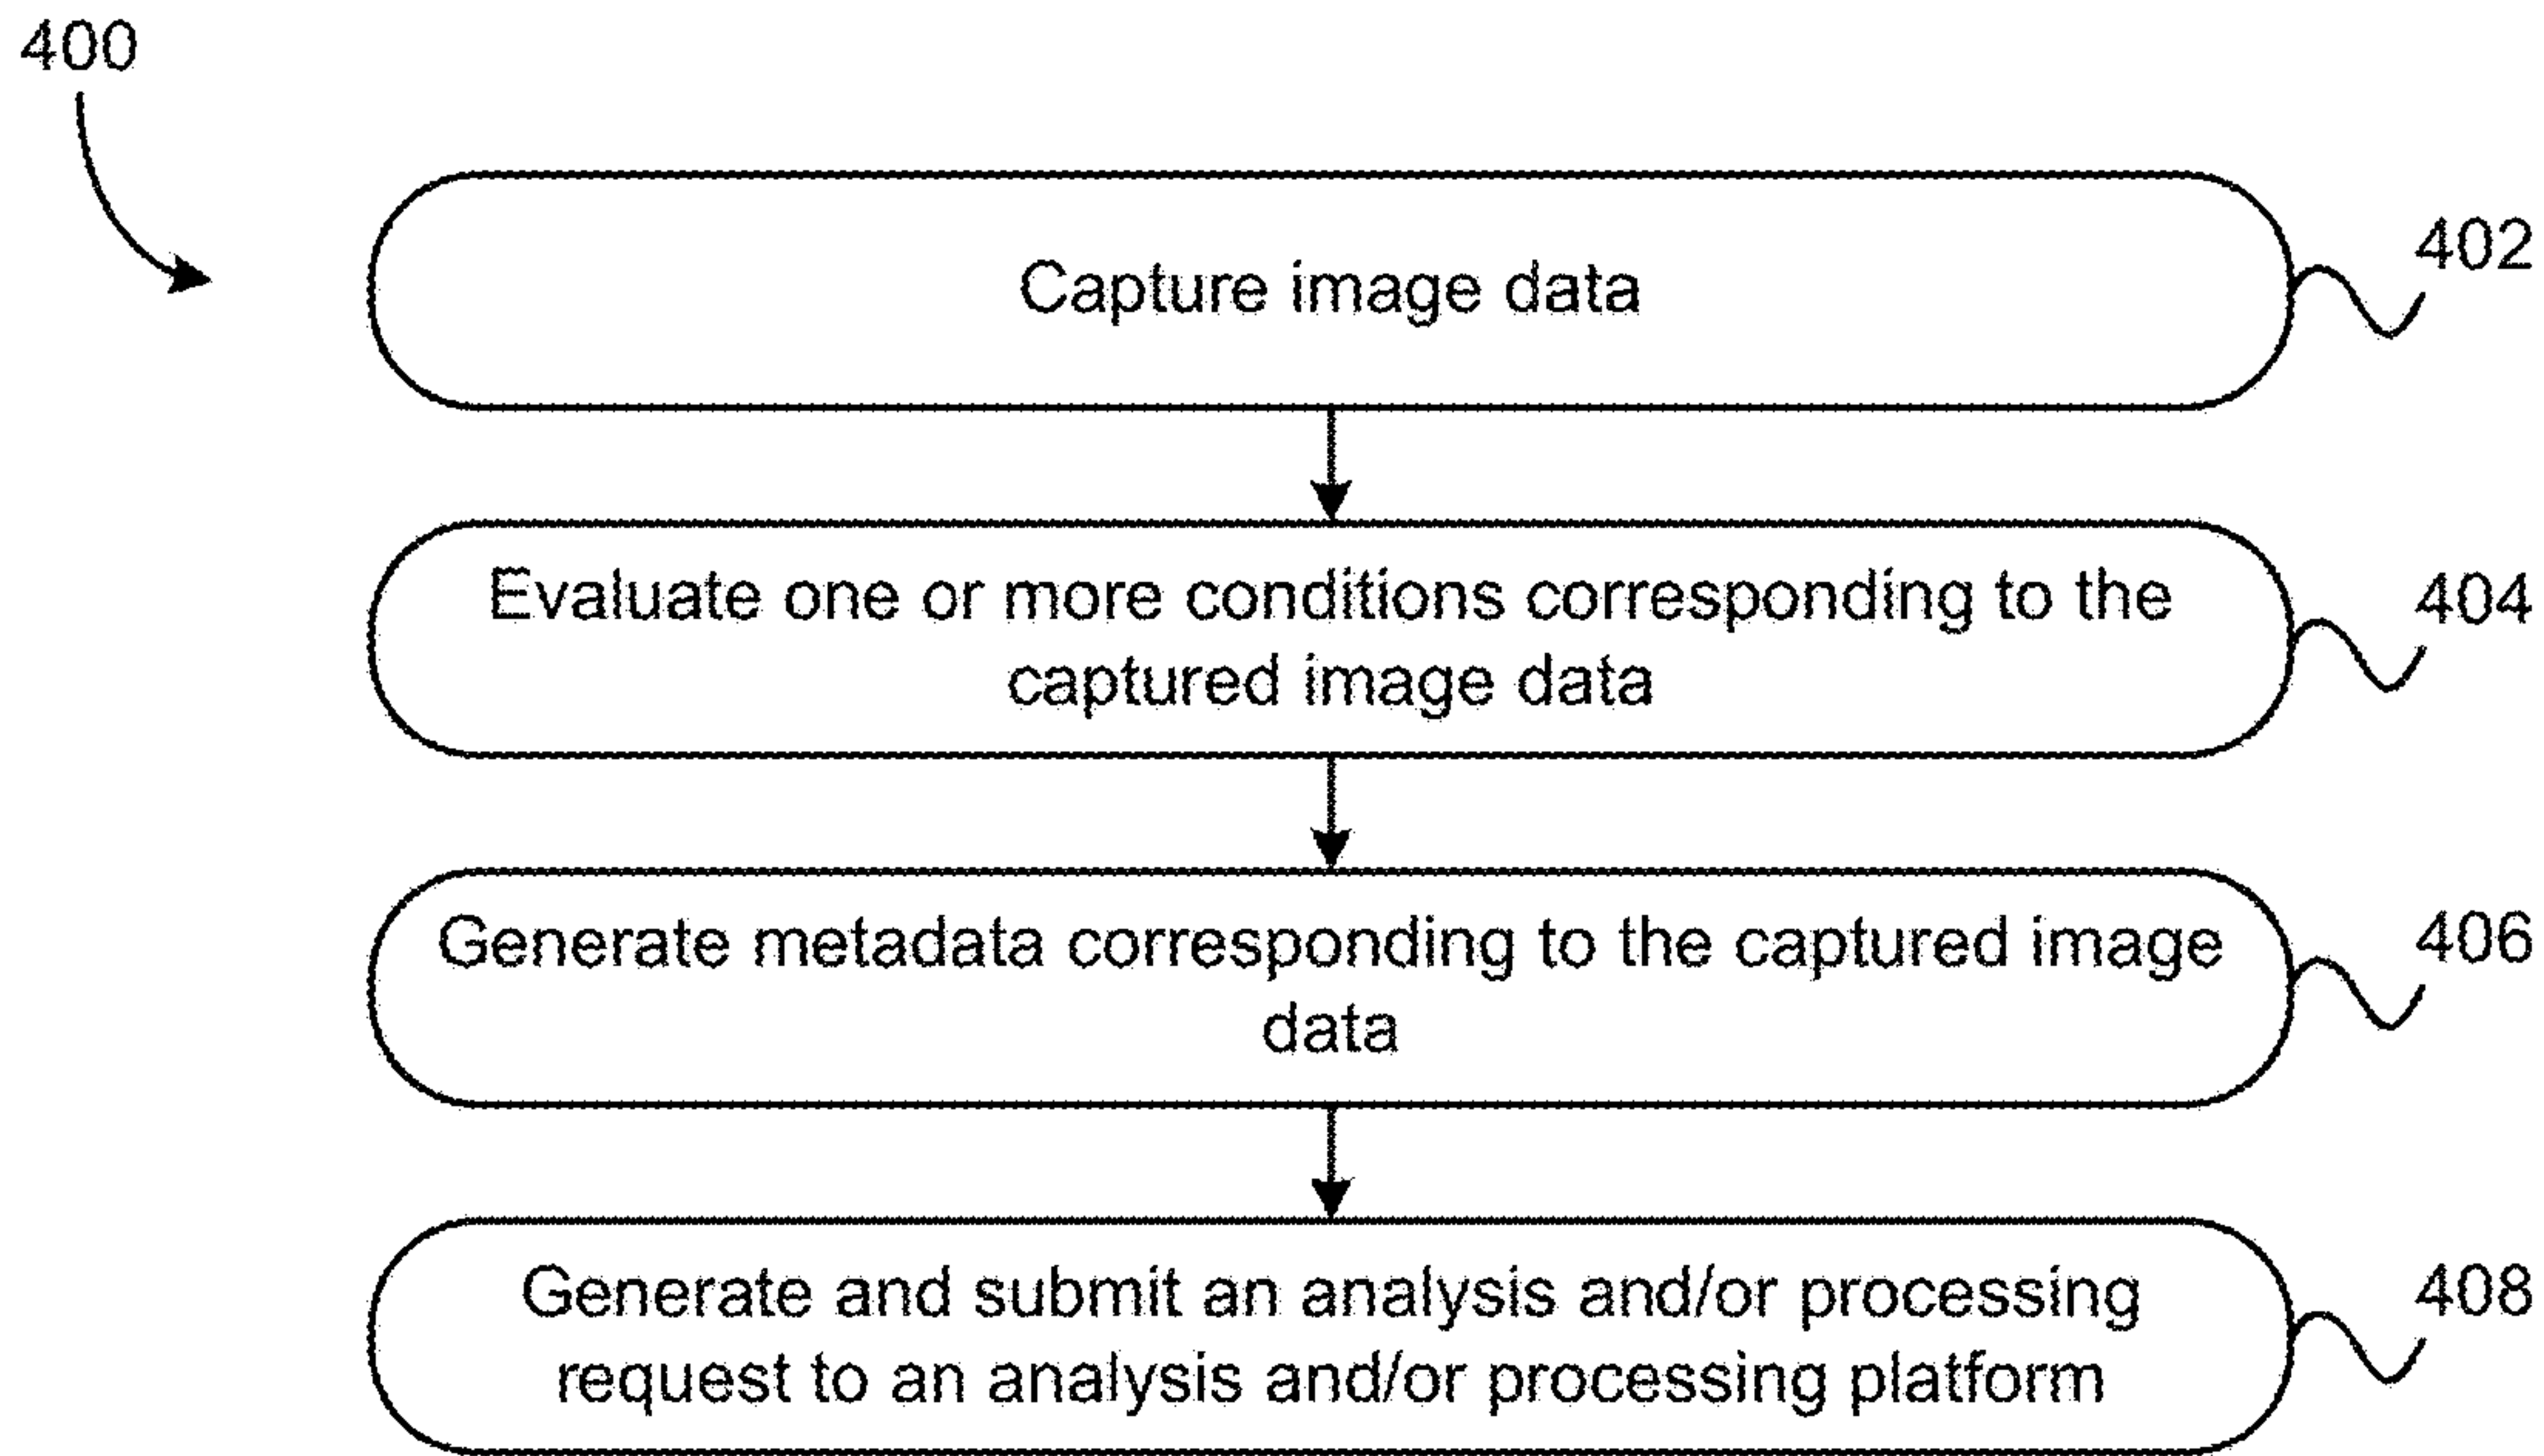 400
Capture image data
402
Evaluate one or more conditions corresponding to the
captured image data
404
Generate metadata corresponding to the captured image
data
406
Generate and submit an analysis and/or processing
request to an analysis and/or processing platform
408